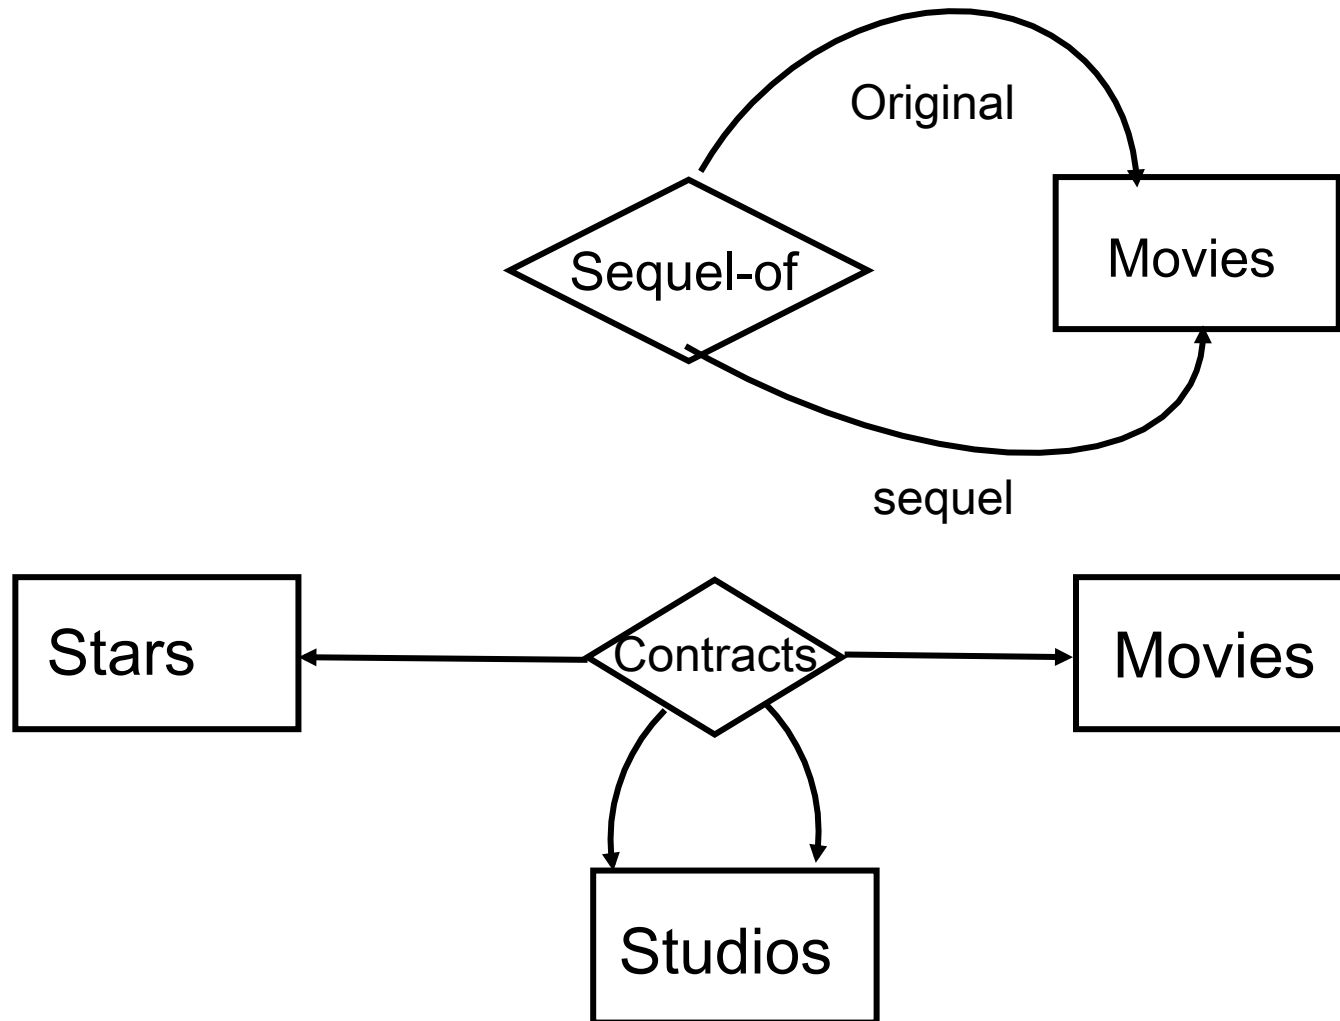 Original
Sequel-of
Movies
sequel
Stars
Contracts
Movies
Studios